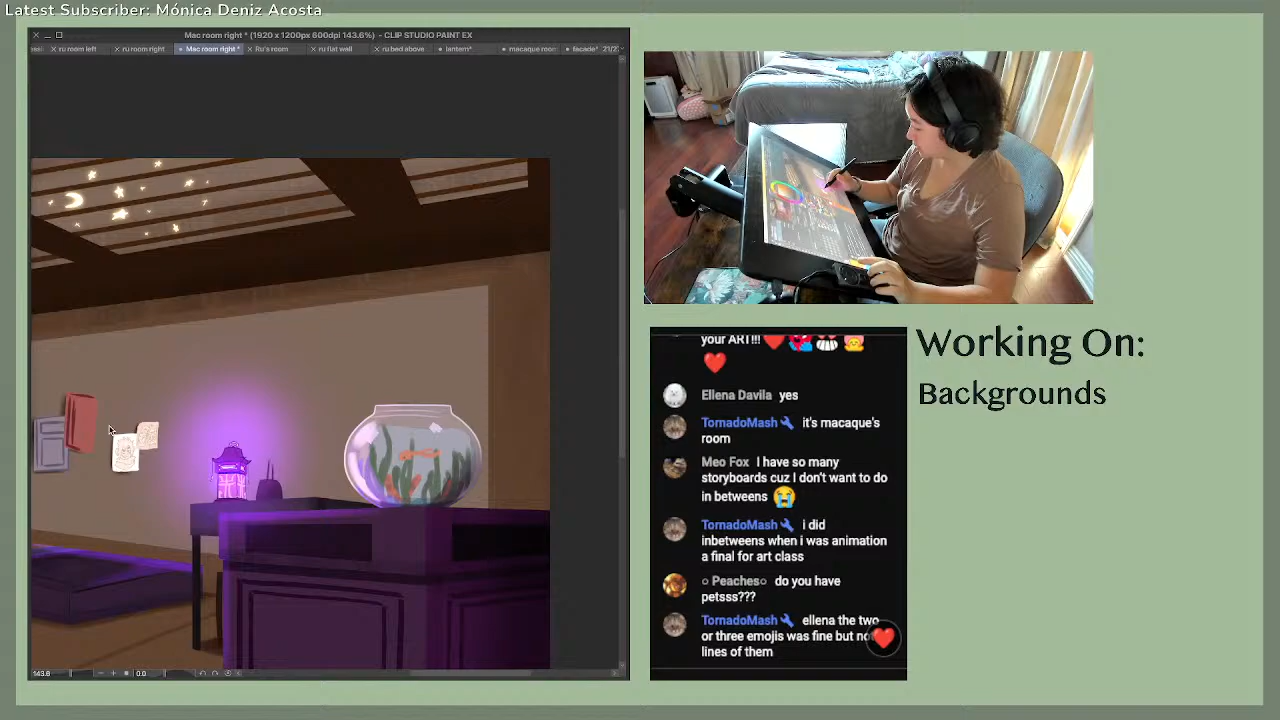 Latest Subscriber: Mónica Deniz Acosta
Mac room right * (1920 x 1200px 600dpi 143.6%) - CLIP STUDIO PAINT EX
ru room left
ru room right
Mac room right *
Ru's room
ru flat wall
ru bed above
lantern*
macaque room
facade*
your ART!!!
Ellena Davila yes
TornadoMash it's macaque's
room
Meo Fox I have so many
storyboards cuz I don't want to do
in betweens
TornadoMash i did
inbetweens when i was animation
a final for art class
○ Peaches○ do you have
petsss???
TornadoMash ellena the two
or three emojis was fine but no
lines of them
Working On:
Backgrounds
143.6
0.0